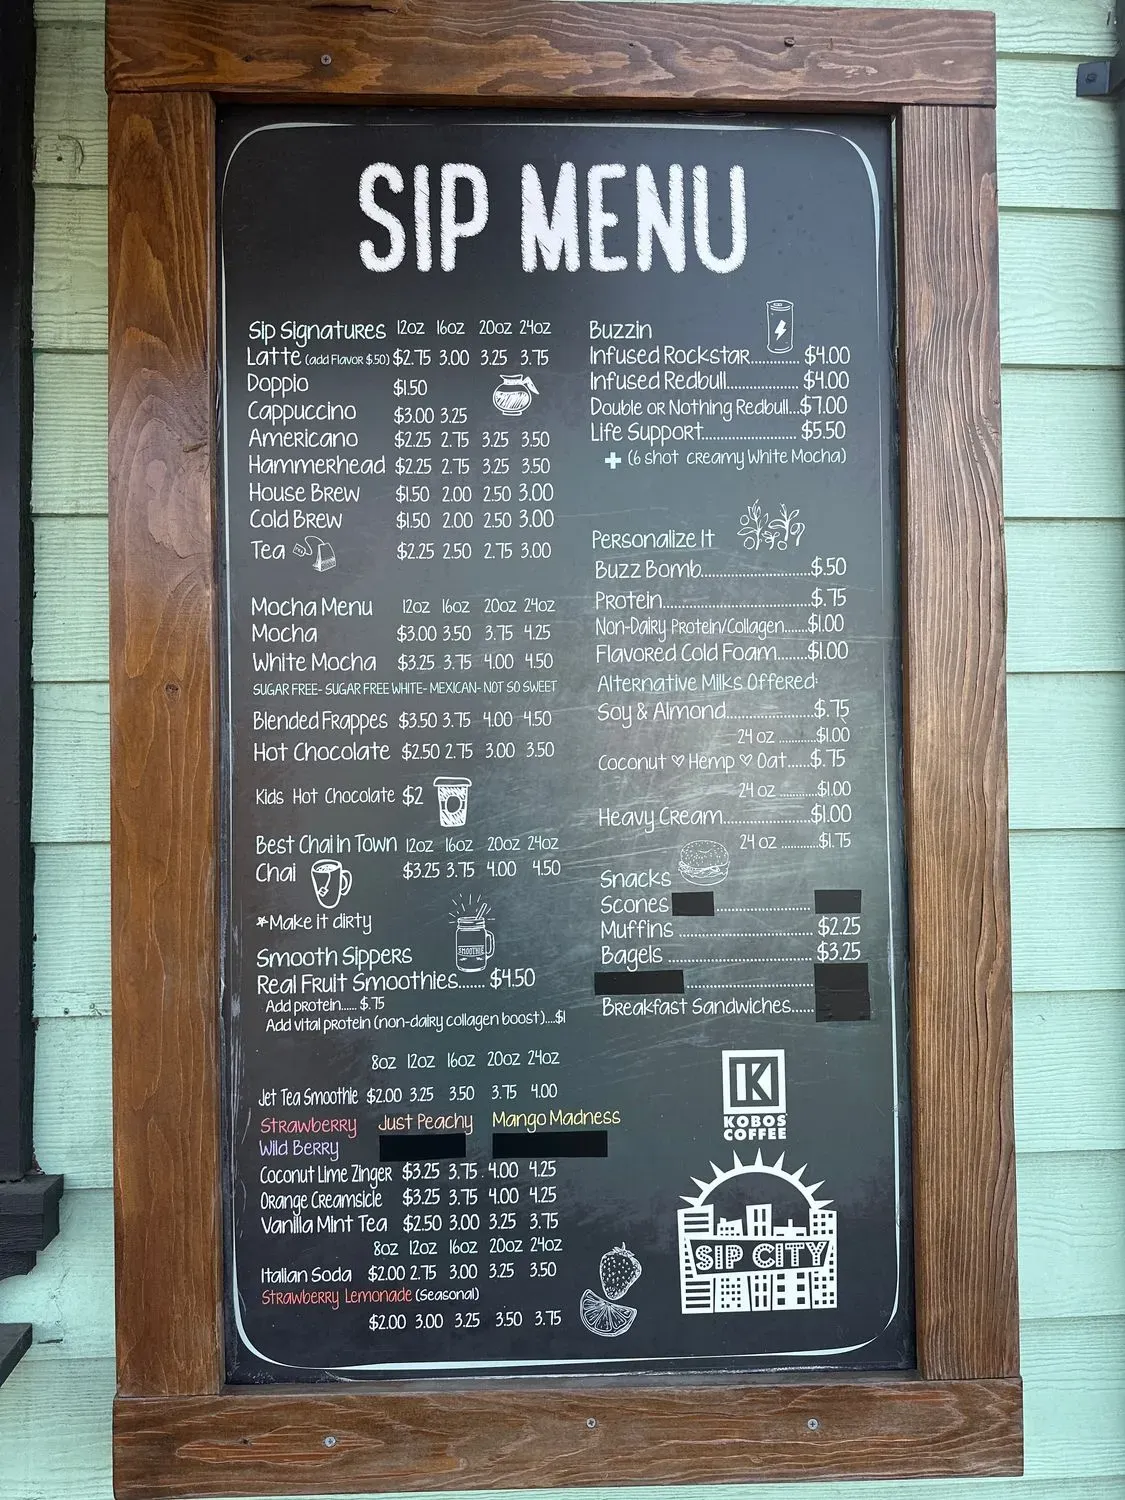 SIP MENU
Sip Signatures 12oz 16oz 20oz 24oz
Latte (add Flavor $.50) $2.75 3.00 3.25 3.75
Doppio $1.50
Cappuccino $3.00 3.25
Americano $2.25 2.75 3.25 3.50
Hammerhead $2.25 2.75 3.25 3.50
House Brew $1.50 2.00 2.50 3.00
Cold Brew $1.50 2.00 2.50 3.00
Tea $2.25 2.50 2.75 3.00
Mocha Menu 12oz 16oz 20oz 24oz
Mocha $3.00 3.50 3.75 4.25
White Mocha $3.25 3.75 4.00 4.50
SUGAR FREE- SUGAR FREE WHITE- MEXICAN- NOT SO SWEET
Blended Frappes $3.50 3.75 4.00 4.50
Hot Chocolate $2.50 2.75 3.00 3.50
Kids Hot Chocolate $2
Best Chai in Town 12oz 16oz 20oz 24oz
Chai $3.25 3.75 4.00 4.50
*Make it dirty
Smooth Sippers
SMOOTHIE
Real Fruit Smoothies...... $4.50
Add protein..... $.75
Add vital protein (non-dairy collagen boost)....$1
8oz 12oz 16oz 20oz 24oz
Jet Tea Smoothie $2.00 3.25 3.50 3.75 4.00
Strawberry Just Peachy Mango Madness
Wild Berry
Coconut Lime Zinger $3.25 3.75 4.00 4.25
Orange Creamsicle $3.25 3.75 4.00 4.25
Vanilla Mint Tea $2.50 3.00 3.25 3.75
8oz 12oz 16oz 20oz 24oz
Italian Soda $2.00 2.75 3.00 3.25 3.50
Strawberry Lemonade (Seasonal)
$2.00 3.00 3.25 3.50 3.75
Buzzin
Infused Rockstar............ $4.00
Infused Redbull.................. $4.00
Double or Nothing Redbull...$7.00
Life Support........................ $5.50
+ (6 shot creamy White Mocha)
Personalize It
Buzz Bomb.......................$.50
Protein...............................$.75
Non-Dairy Protein/Collagen.......$1.00
Flavored Cold Foam........$1.00
Alternative Milks Offered:
Soy & Almond.................$.75
24 oz ............$1.00
Coconut ♡ Hemp ♡ Oat......$.75
24 oz ............$1.00
Heavy Cream..................$1.00
24 oz ............$1.75
Snacks
Scones ........................
Muffins ................................. $2.25
Bagels ................................... $3.25
Breakfast Sandwiches......
K
KOBOS
COFFEE
SIP CITY